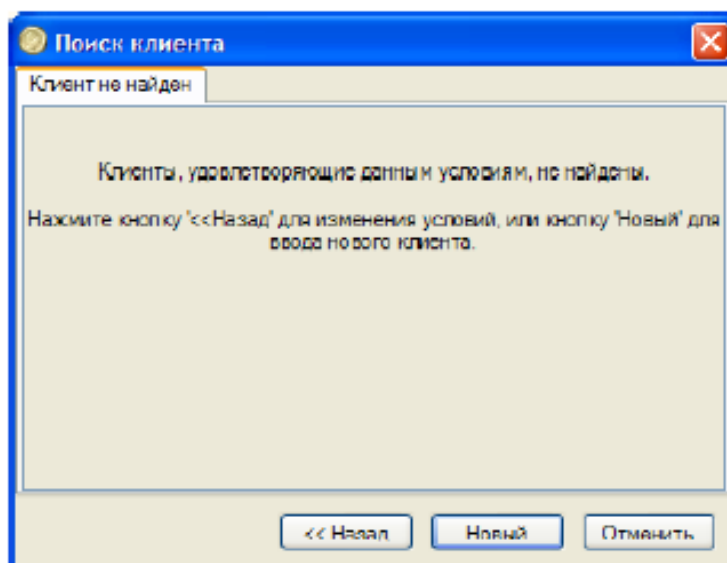 Поиск клиента
Клиент не найден
Клиенты, удовлетворяющие данным условиям, не найдены.
Нажмите кнопку '<<Назад' для изменения условий, или кнопку 'Новый' для
ввода нового клиента.
<< Назад Новый Отменить